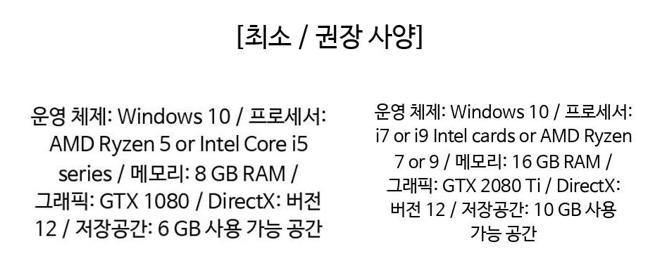 [최소 / 권장 사양]
운영 체제: Windows 10 / 프로세서:
AMD Ryzen 5 or Intel Core i5
series / 메모리: 8 GB RAM /
그래픽: GTX 1080 / DirectX: 버전
12 / 저장공간: 6 GB 사용 가능 공간
운영 체제: Windows 10 / 프로세서:
i7 or i9 Intel cards or AMD Ryzen
7 or 9 / 메모리: 16 GB RAM /
그래픽: GTX 2080 Ti / DirectX:
버전 12 / 저장공간: 10 GB 사용
가능 공간